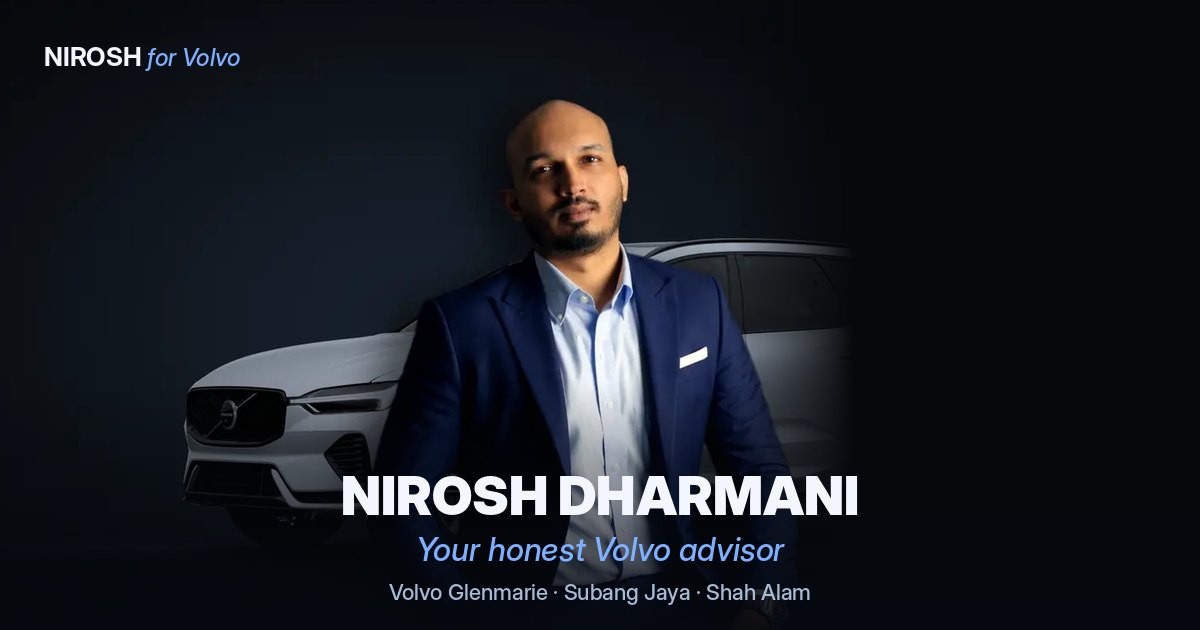 NIROSH for Volvo
NIROSH DHARMANI
Your honest Volvo advisor
Volvo Glenmarie · Subang Jaya · Shah Alam